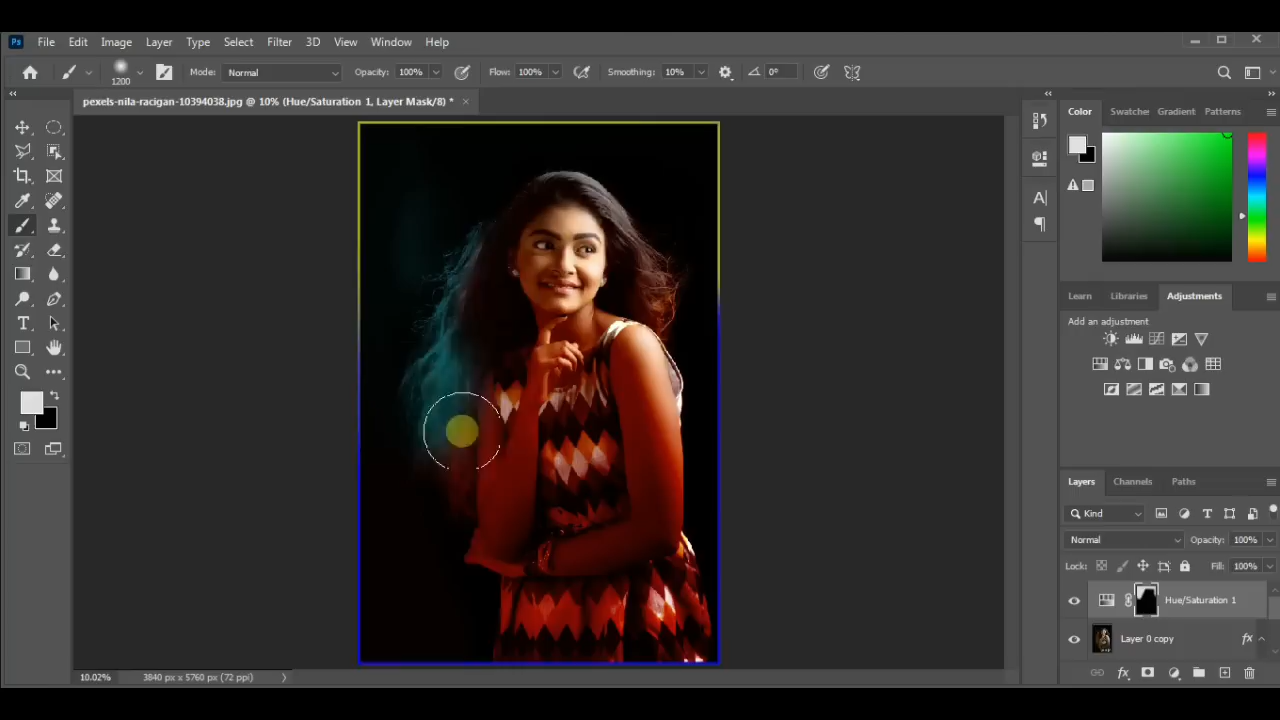 Ps File Edit Image Layer Type Select Filter 3D View Window Help
1200 Mode: Normal Opacity: 100% Flow: 100% Smoothing: 10% 0°
pexels-nila-racigan-10394038.jpg @ 10% (Hue/Saturation 1, Layer Mask/8) *
Color Swatche Gradient Patterns
Learn Libraries Adjustments
Add an adjustment
Layers Channels Paths
Kind
Normal Opacity: 100%
Lock: Fill: 100%
Hue/Saturation 1
Layer 0 copy fx
10.02% 3840 px x 5760 px (72 ppi)